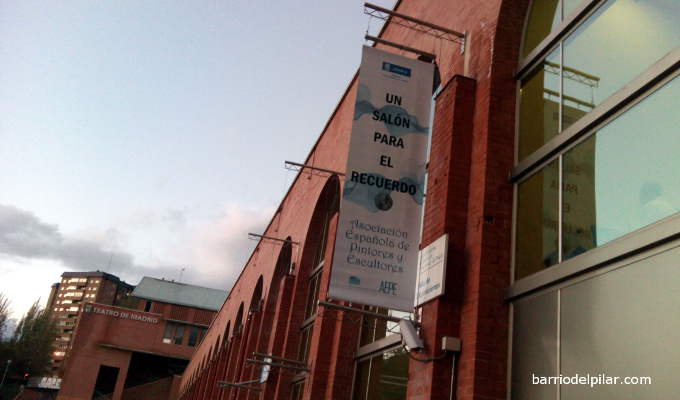 UN
SALÓN
PARA
EL
RECUERDO
Asociación
Española de
Pintores y
Escultores
AEPE
TEATRO DE MADRID
barriodelpilar.com